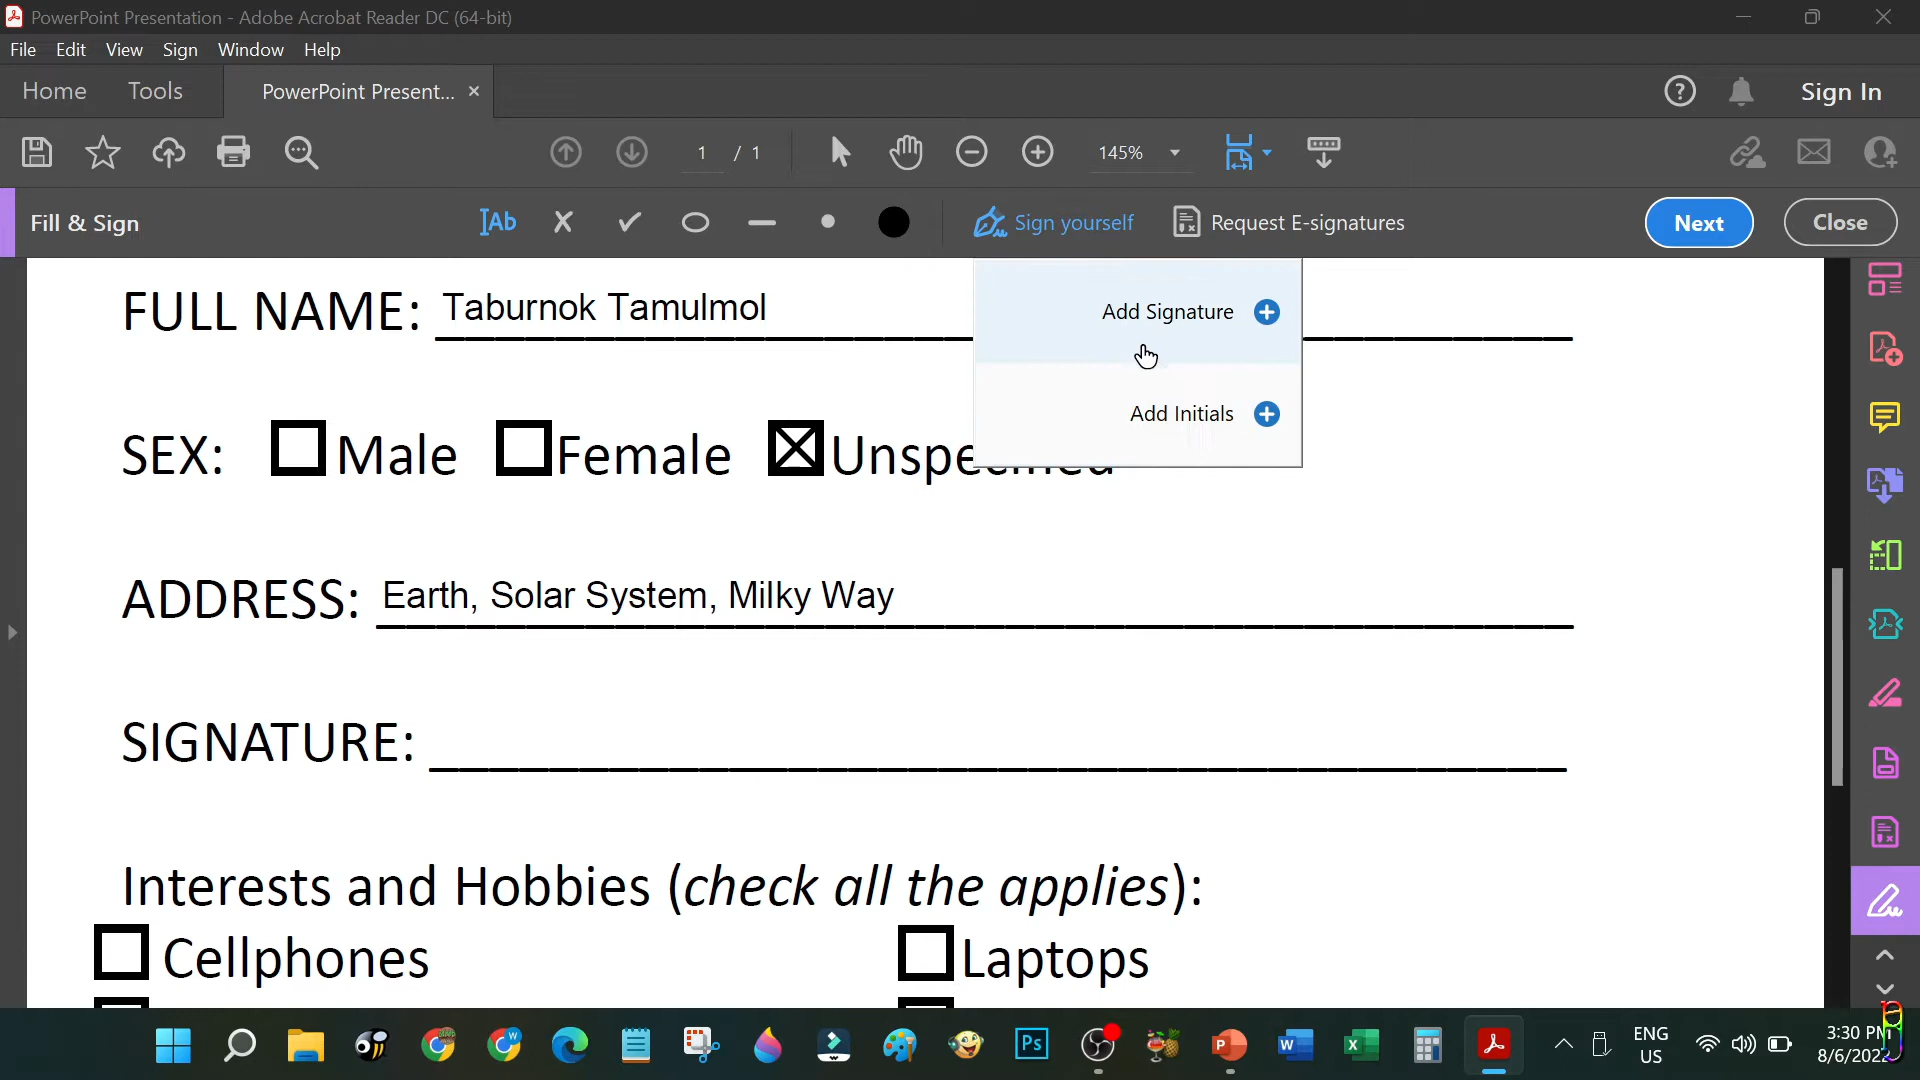 PowerPoint Presentation - Adobe Acrobat Reader DC (64-bit)
File Edit View Sign Window Help
Home Tools PowerPoint Present... × ? Sign In
1 / 1 145%
Fill & Sign Ab Sign yourself Request E-signatures Next Close
Add Signature
Add Initials
FULL NAME: Taburnok Tamulmol
SEX: Male Female Unspecified
ADDRESS: Earth, Solar System, Milky Way
SIGNATURE:
Interests and Hobbies (check all the applies):
Cellphones Laptops
ENG 3:30 PM
US 8/6/2022